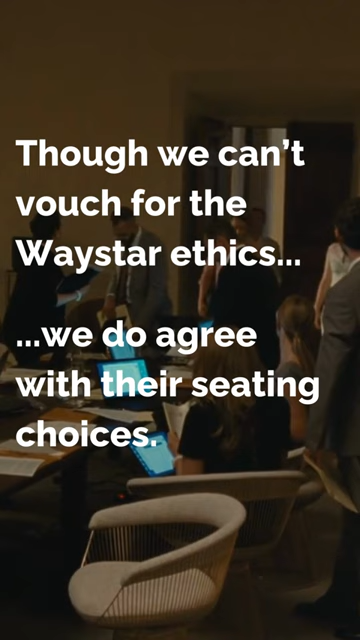 Though we can’t
vouch for the
Waystar ethics...
...we do agree
with their seating
choices.